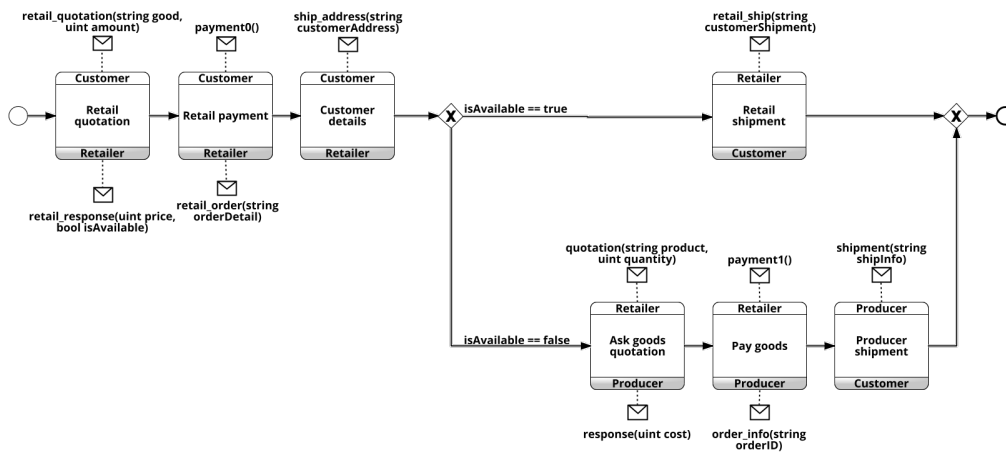 retail_quotation(string good,
uint amount)
payment0()
ship_address(string
customerAddress)
retail_ship(string
customerShipment)
Customer
Customer
Customer
Retailer
Retail
quotation
Retail payment
Customer
details
X
isAvailable == true
Retail
shipment
X
Retailer
Retailer
Retailer
Customer
retail_response(uint price,
bool isAvailable)
retail_order(string
orderDetail)
quotation(string product,
uint quantity)
payment1()
shipment(string
shipInfo)
Retailer
Retailer
Producer
isAvailable == false
Ask goods
quotation
Pay goods
Producer
shipment
Producer
Producer
Customer
response(uint cost)
order_info(string
orderID)